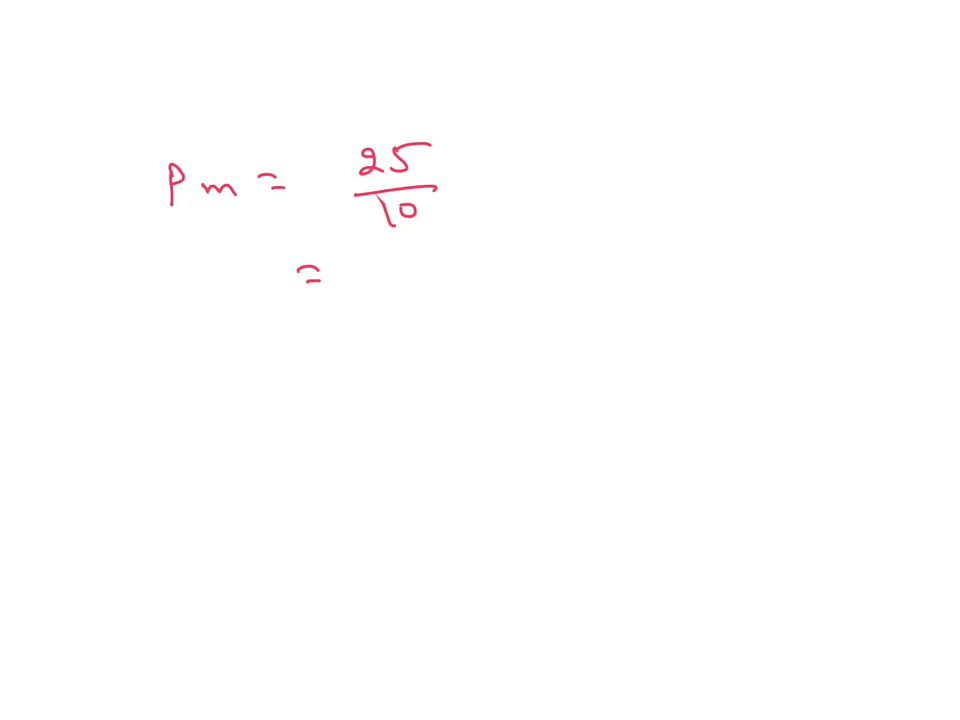 Pm = 25/10
=